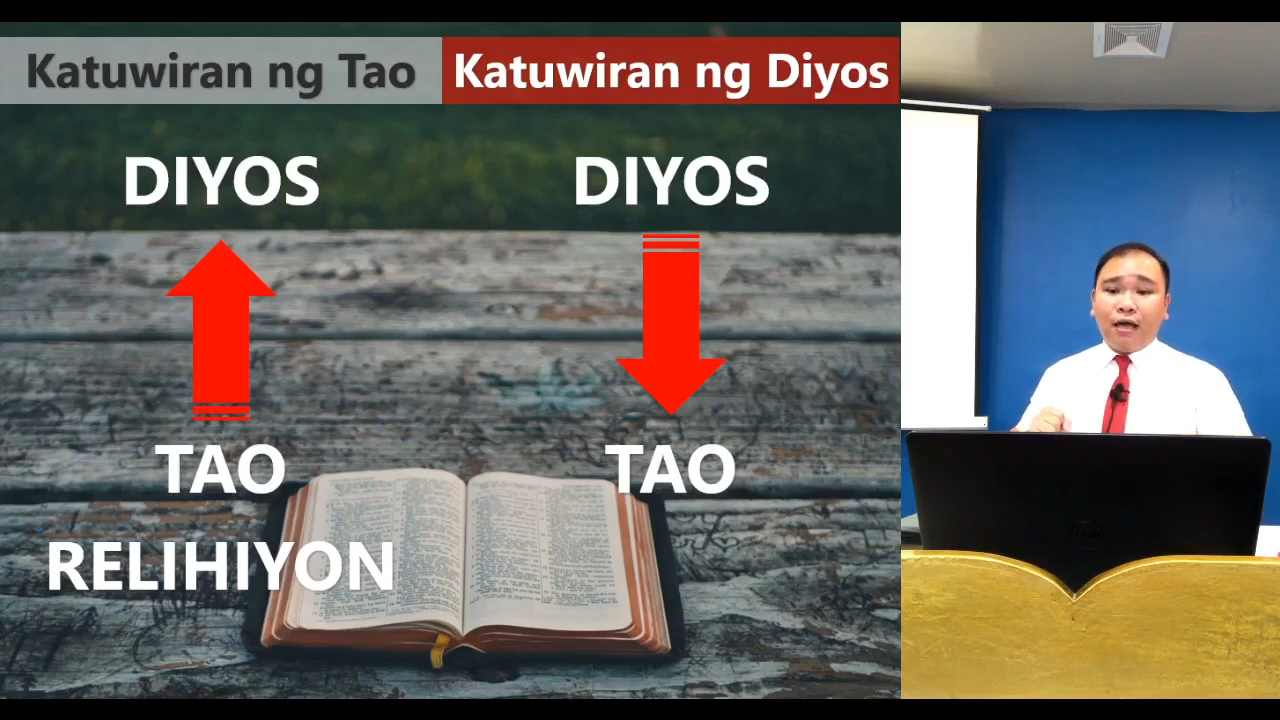 Katuwiran ng Tao
Katuwiran ng Diyos
DIYOS
DIYOS
TAO
TAO
RELIHIYON